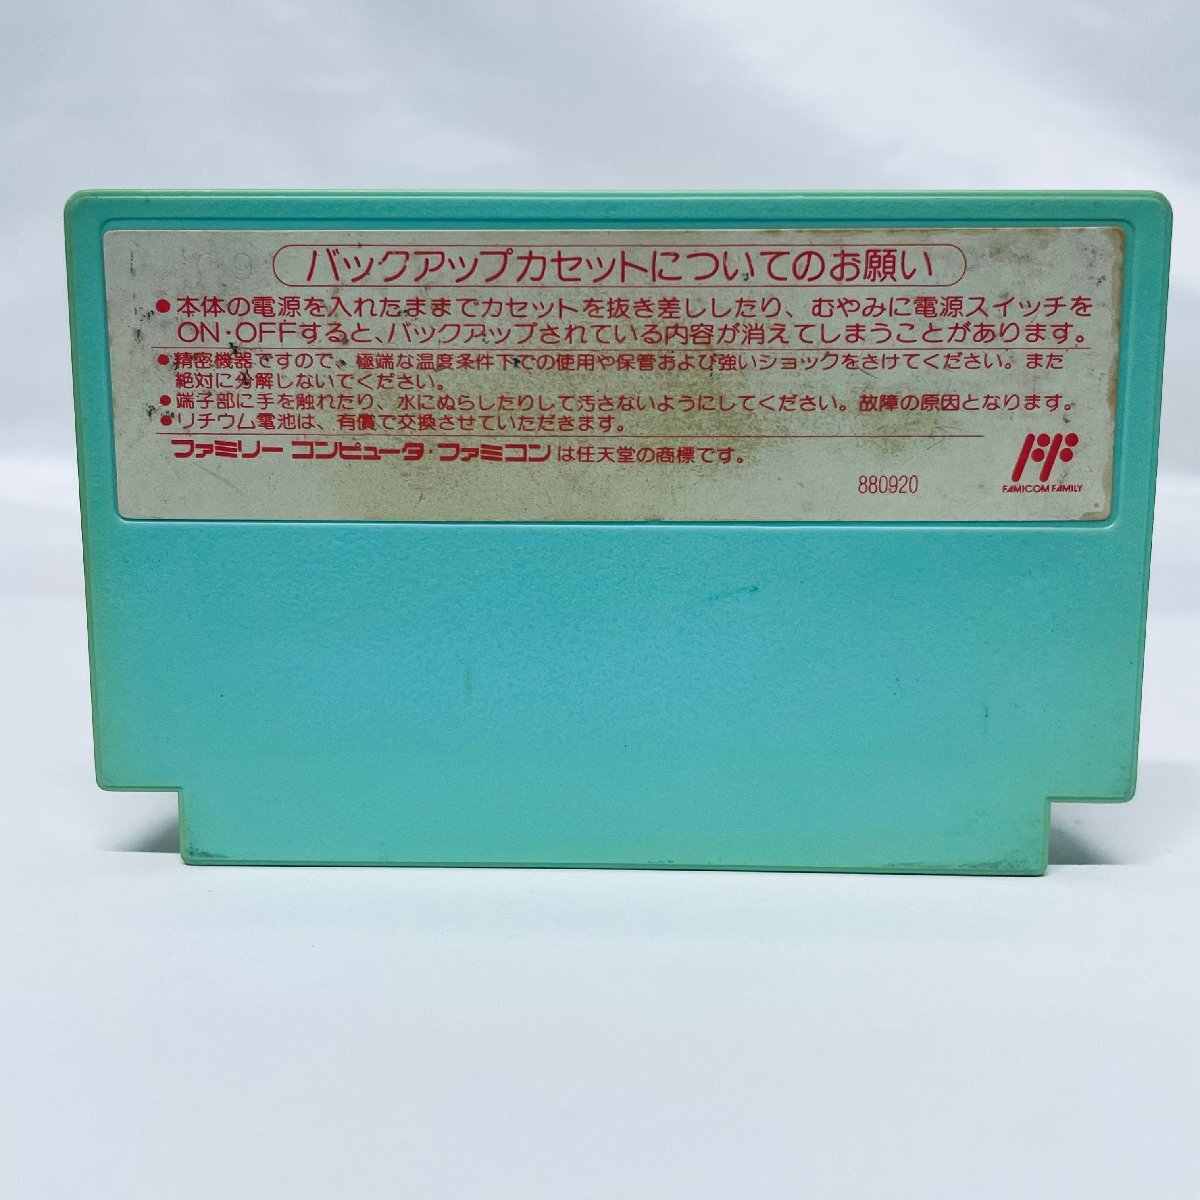 バックアップカセットについてのお願い
●本体の電源を入れたままでカセットを抜き差ししたり、むやみに電源スイッチを
ON・OFFすると、バックアップされている内容が消えてしまうことがあります。
●精密機器ですので、極端な温度条件下での使用や保管および強いショックをさけてください。また
絶対に分解しないでください。
●端子部に手を触れたり、水にぬらしたりして汚さないようにしてください。故障の原因となります。
●リチウム電池は、有償で交換させていただきます。
ファミリーコンピュータ・ファミコンは任天堂の商標です。
880920
FAMICOM FAMILY